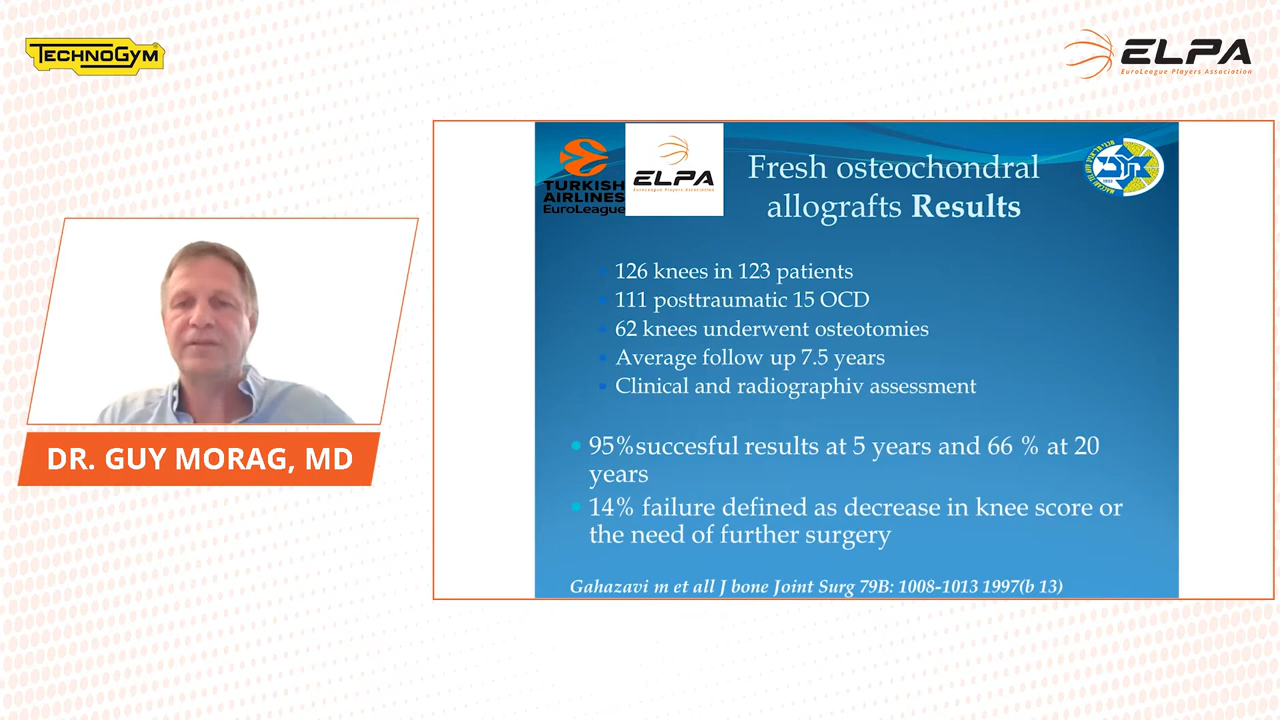 TECHNOGYM
ELPA
EuroLeague Players Association
TURKISH
AIRLINES
EuroLeague
ELPA
EuroLeague Players Association
Fresh osteochondral
allografts Results
126 knees in 123 patients
111 posttraumatic 15 OCD
62 knees underwent osteotomies
Average follow up 7.5 years
Clinical and radiographiv assessment
95%succesful results at 5 years and 66 % at 20
years
14% failure defined as decrease in knee score or
the need of further surgery
Gahazavi m et all J bone Joint Surg 79B: 1008-1013 1997(b 13)
DR. GUY MORAG, MD